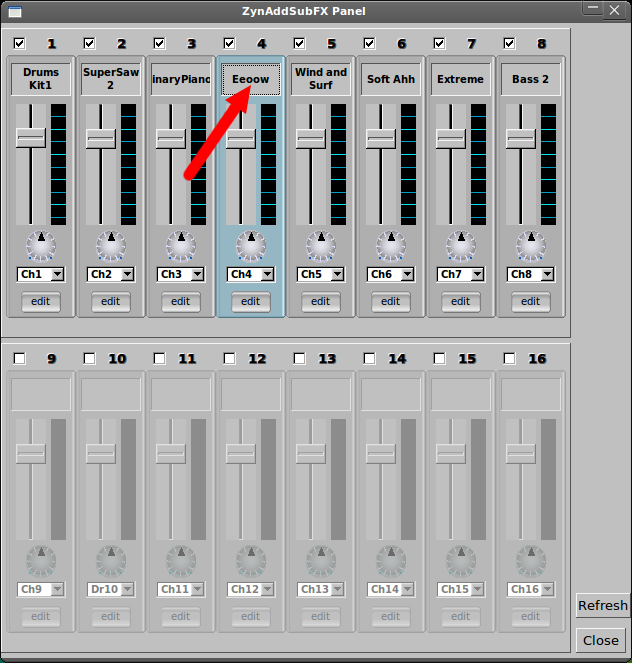 ZynAddSubFX Panel
1 2 3 4 5 6 7 8
Drums SuperSaw inaryPiano Eeoow Wind and Soft Ahh Extreme Bass 2
Kit1 2 Surf
Ch1 Ch2 Ch3 Ch4 Ch5 Ch6 Ch7 Ch8
edit edit edit edit edit edit edit edit
9 10 11 12 13 14 15 16
Ch9 Dr10 Ch11 Ch12 Ch13 Ch14 Ch15 Ch16
edit edit edit edit edit edit edit edit
Refresh
Close